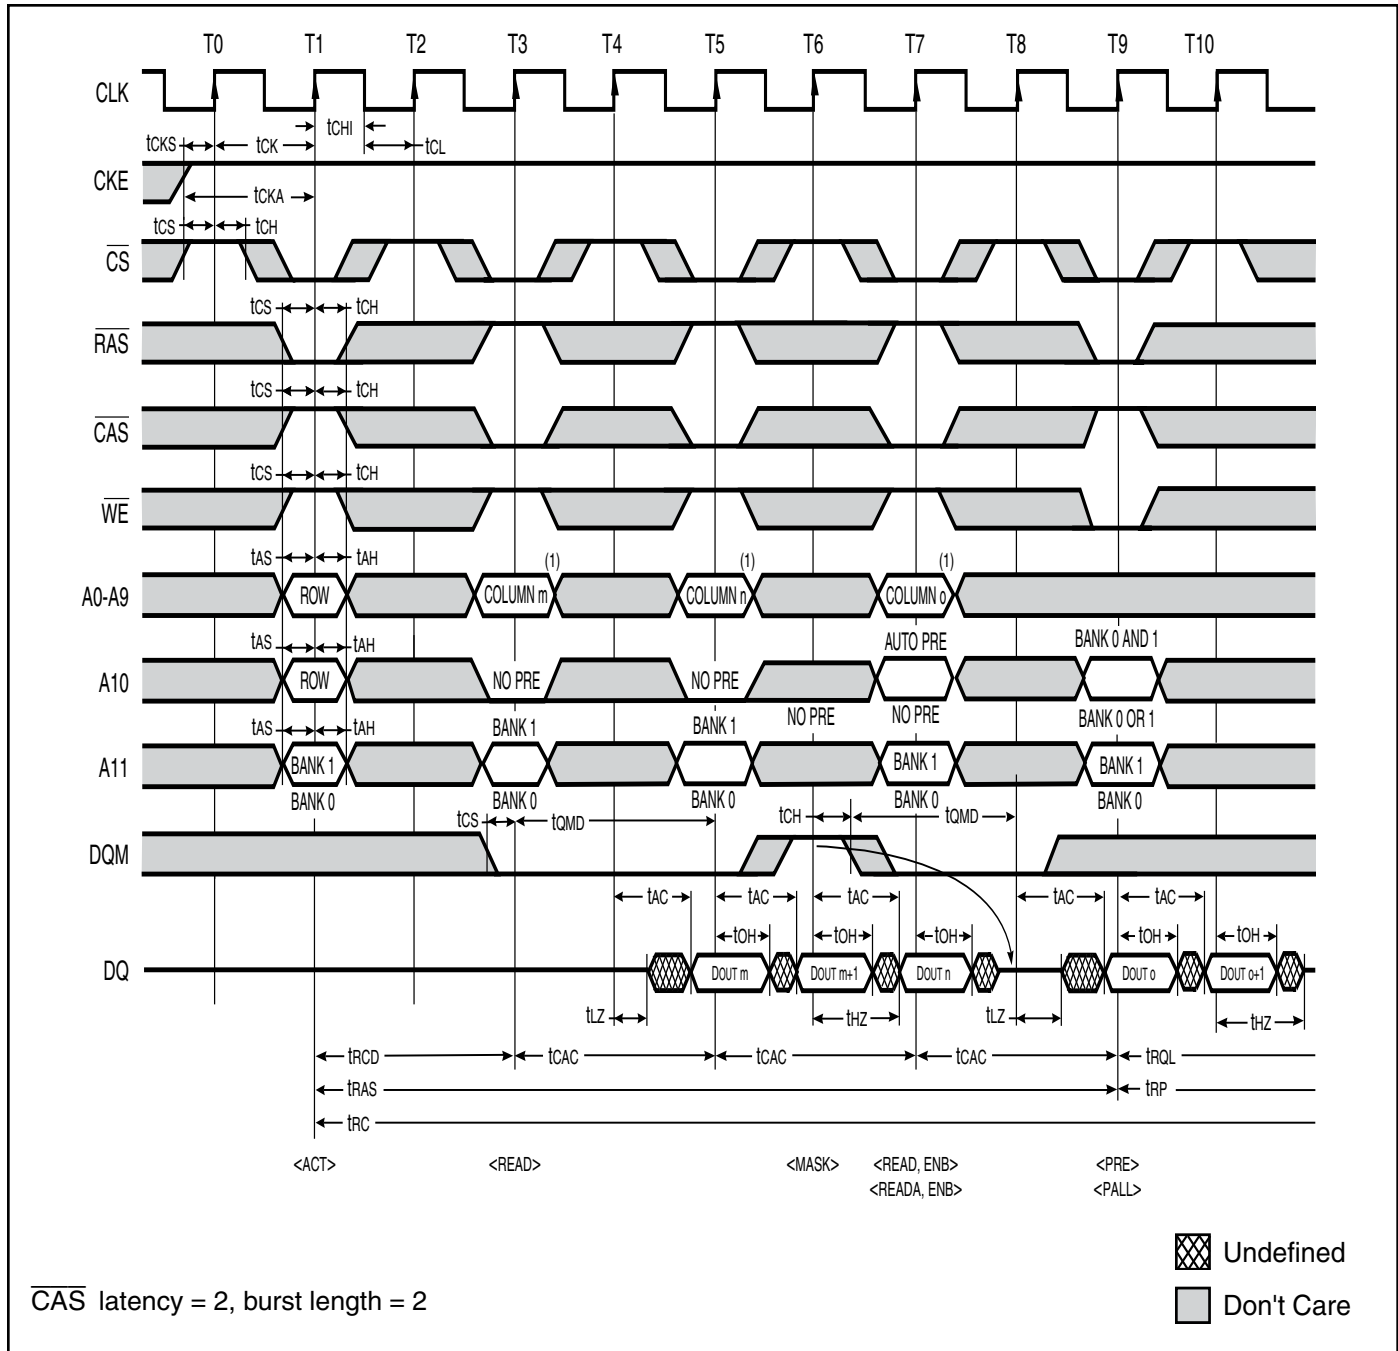 T0 T1 T2 T3 T4 T5 T6 T7 T8 T9 T10
CLK
tCHI
tCKS tCK tCL
CKE
tCKA
tCS tCH
CS
tCS tCH
RAS
tCS tCH
CAS
tCS tCH
WE
tAS tAH (1) (1) (1)
A0-A9 ROW COLUMN m COLUMN n COLUMN o
tAS tAH AUTO PRE BANK 0 AND 1
A10 ROW NO PRE NO PRE
NO PRE NO PRE BANK 0 OR 1
tAS tAH BANK 1 BANK 1
A11 BANK 1 BANK 1 BANK 1
BANK 0 BANK 0 BANK 0 BANK 0 BANK 0
tCS tQMD tCH tQMD
DQM
tAC tAC tAC tAC tAC
tOH tOH tOH tOH tOH
DQ DOUT m DOUT m+1 DOUT n DOUT o DOUT o+1
tLZ tHZ tLZ tHZ
tRCD tCAC tCAC tCAC tRQL
tRAS tRP
tRC
<ACT> <READ> <MASK> <READ, ENB> <PRE>
<READA, ENB> <PALL>
Undefined
CAS latency = 2, burst length = 2
Don't Care